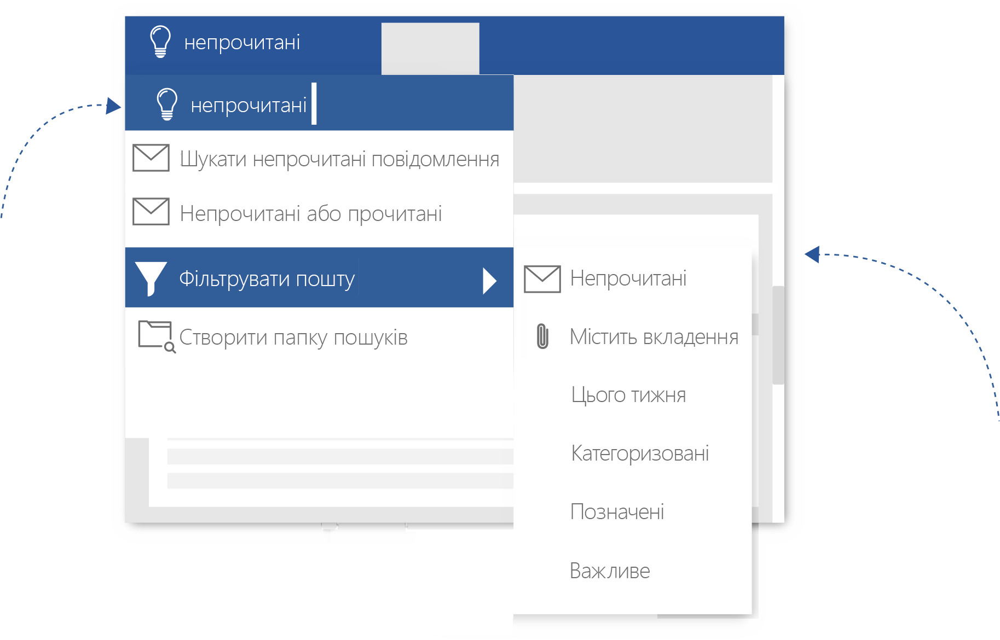 непрочитані
непрочитані
Шукати непрочитані повідомлення
Непрочитані або прочитані
Фільтрувати пошту
Створити папку пошуків
Непрочитані
Містить вкладення
Цього тижня
Категоризовані
Позначені
Важливе